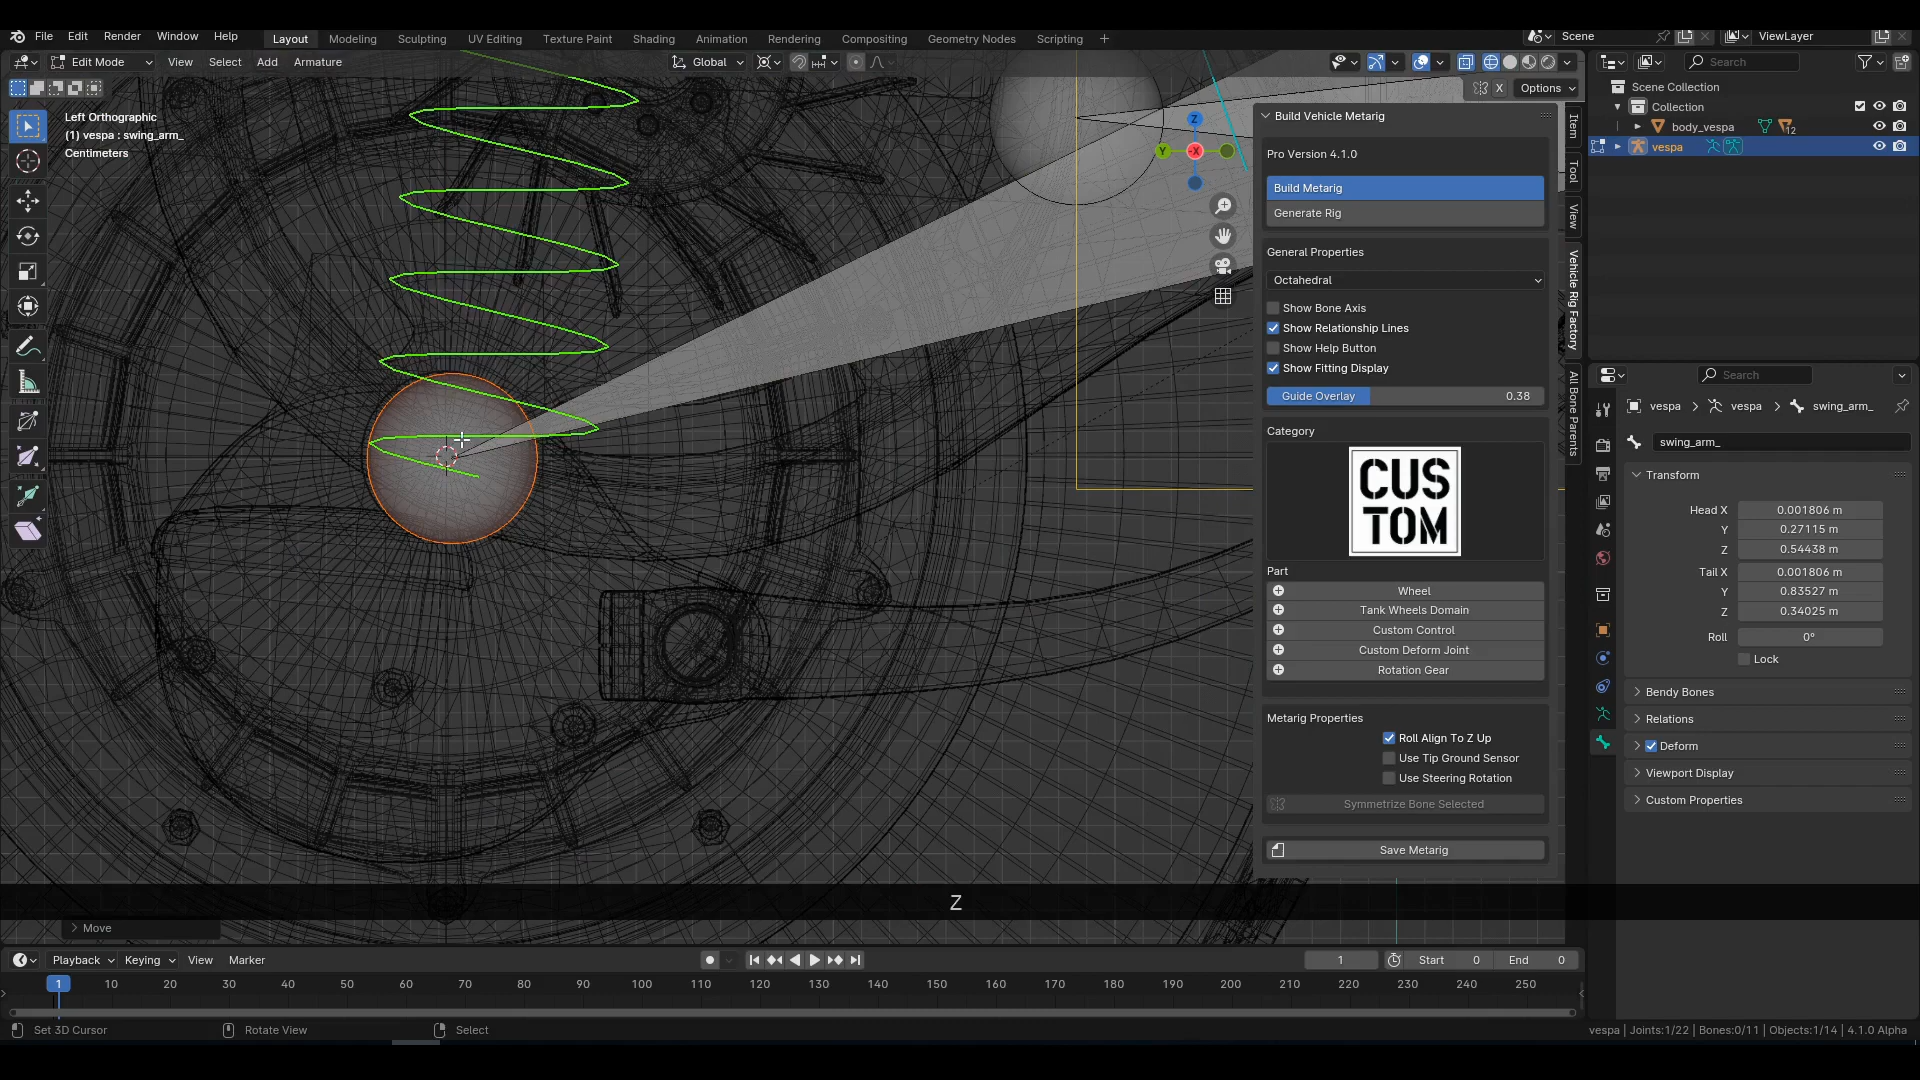 File Edit Render Window Help Layout Modeling Sculpting UV Editing Texture Paint Shading Animation Rendering Compositing Geometry Nodes Scripting + Scene ViewLayer
Edit Mode View Select Add Armature Global Search
X Options
Left Orthographic
(1) vespa : swing_arm_
Centimeters
Z
Y
-X
Build Vehicle Metarig
Pro Version 4.1.0
Build Metarig
Generate Rig
General Properties
Octahedral
Show Bone Axis
Show Relationship Lines
Show Help Button
Show Fitting Display
Guide Overlay 0.38
Category
CUS
TOM
Part
Wheel
Tank Wheels Domain
Custom Control
Custom Deform Joint
Rotation Gear
Metarig Properties
Roll Align To Z Up
Use Tip Ground Sensor
Use Steering Rotation
Symmetrize Bone Selected
Save Metarig
Item
Tool
View
Vehicle Rig Factory
All Bone Parents
Scene Collection
Collection
body_vespa 12
vespa
Search
vespa > vespa > swing_arm_
swing_arm_
Transform
Head X 0.001806 m
Y 0.27115 m
Z 0.54438 m
Tail X 0.001806 m
Y 0.83527 m
Z 0.34025 m
Roll 0°
Lock
Bendy Bones
Relations
Deform
Viewport Display
Custom Properties
Z
Move
Playback Keying View Marker 1 Start 0 End 0
1 10 20 30 40 50 60 70 80 90 100 110 120 130 140 150 160 170 180 190 200 210 220 230 240 250
Set 3D Cursor Rotate View Select vespa | Joints:1/22 | Bones:0/11 | Objects:1/14 | 4.1.0 Alpha